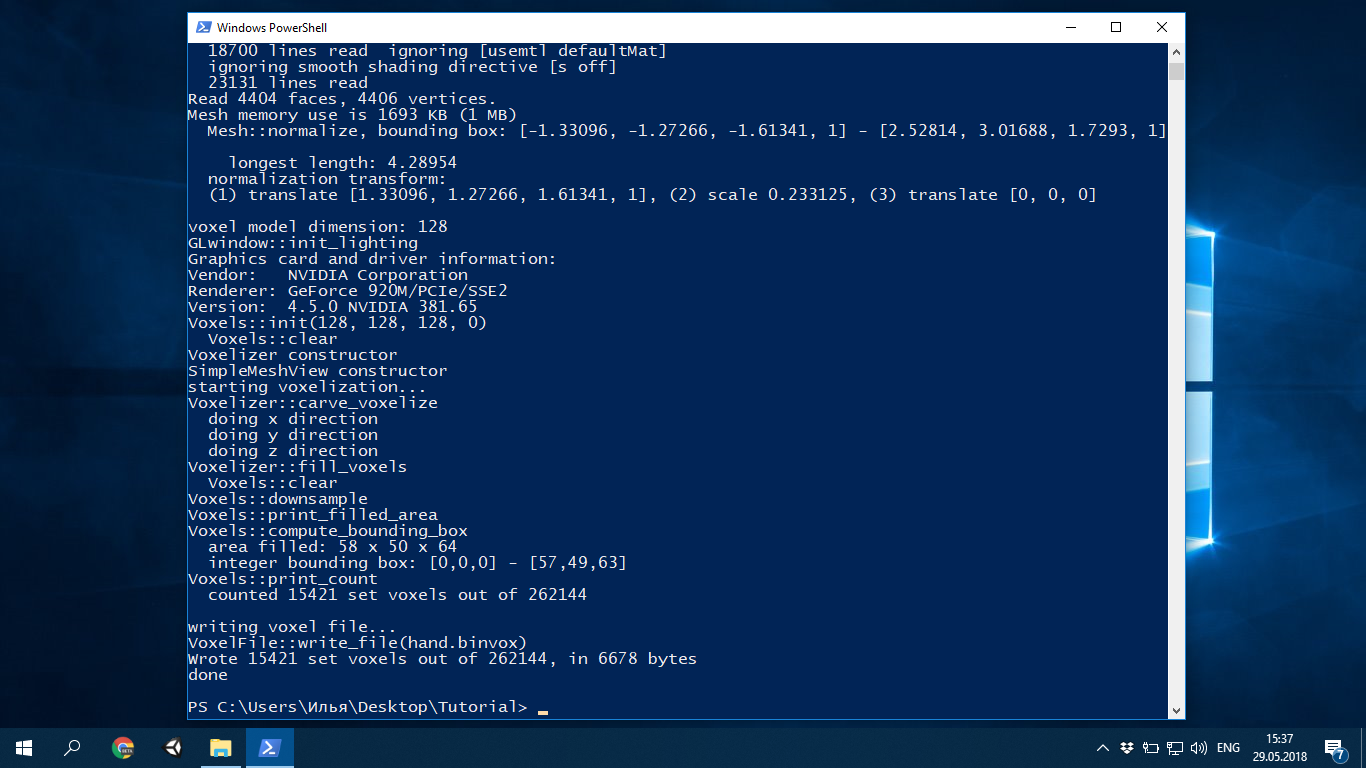 Windows PowerShell
18700 lines read  ignoring [usemtl defaultMat]
ignoring smooth shading directive [s off]
23131 lines read
Read 4404 faces, 4406 vertices.
Mesh memory use is 1693 KB (1 MB)
Mesh::normalize, bounding box: [-1.33096, -1.27266, -1.61341, 1] - [2.52814, 3.01688, 1.7293, 1]
longest length: 4.28954
normalization transform:
(1) translate [1.33096, 1.27266, 1.61341, 1], (2) scale 0.233125, (3) translate [0, 0, 0]
voxel model dimension: 128
GLwindow::init_lighting
Graphics card and driver information:
Vendor:   NVIDIA Corporation
Renderer: GeForce 920M/PCIe/SSE2
Version:  4.5.0 NVIDIA 381.65
Voxels::init(128, 128, 128, 0)
Voxels::clear
Voxelizer constructor
SimpleMeshView constructor
starting voxelization...
Voxelizer::carve_voxelize
doing x direction
doing y direction
doing z direction
Voxelizer::fill_voxels
Voxels::clear
Voxels::downsample
Voxels::print_filled_area
Voxels::compute_bounding_box
area filled: 58 x 50 x 64
integer bounding box: [0,0,0] - [57,49,63]
Voxels::print_count
counted 15421 set voxels out of 262144
writing voxel file...
VoxelFile::write_file(hand.binvox)
Wrote 15421 set voxels out of 262144, in 6678 bytes
done
PS C:\Users\Илья\Desktop\Tutorial> _
BETA
ENG
15:37
29.05.2018
7